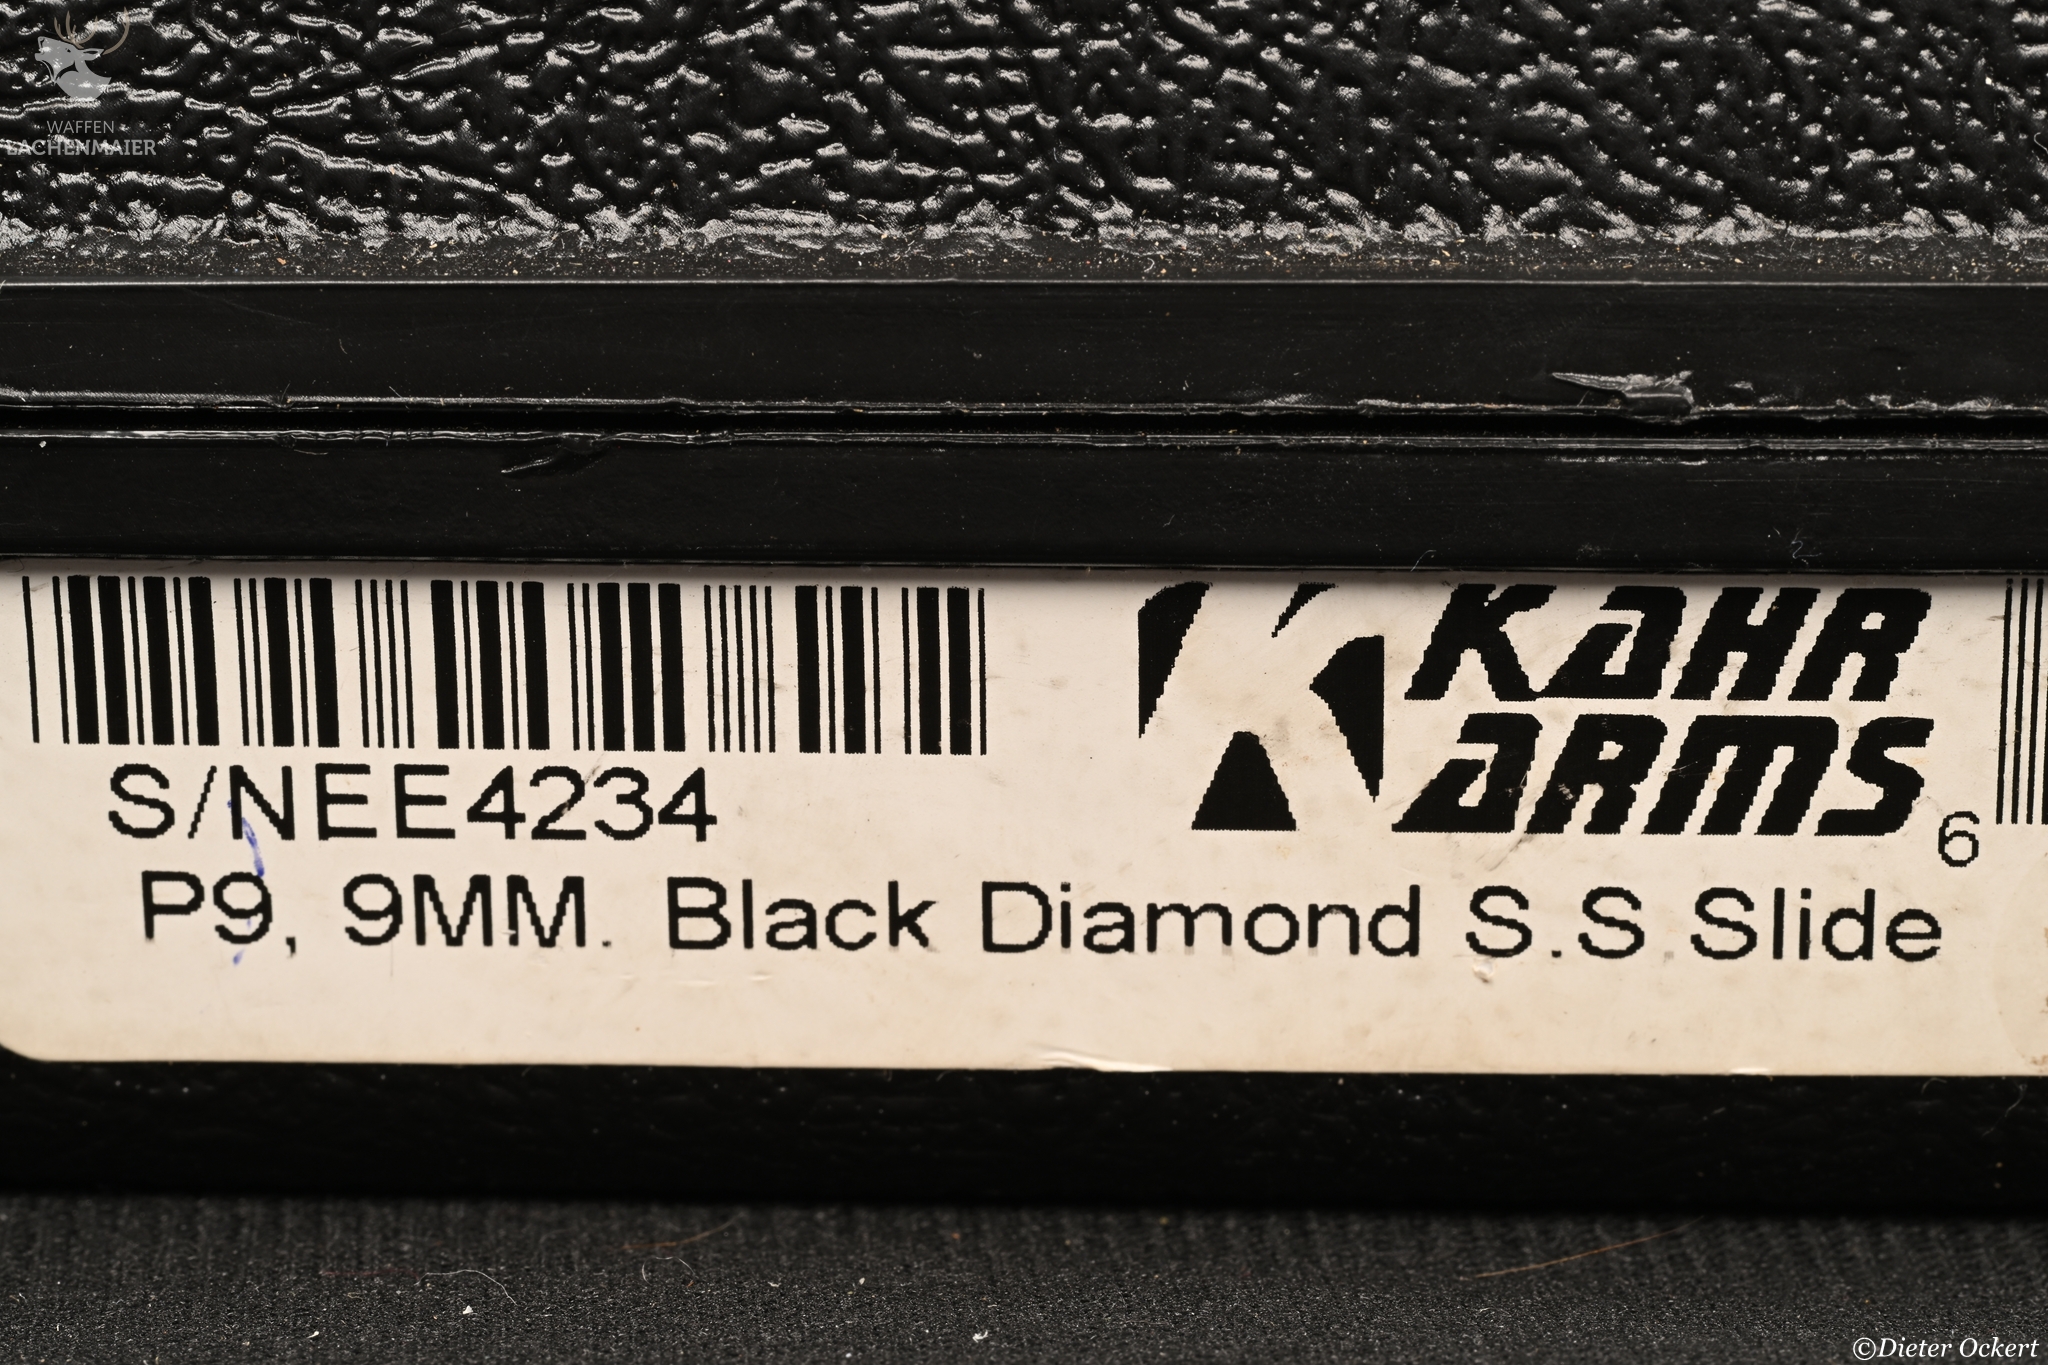 WAFFEN
LACHENMAIER
KAHR
ARMS
6
S/NEE4234
P9, 9MM. Black Diamond S.S.Slide
©Dieter Ockert